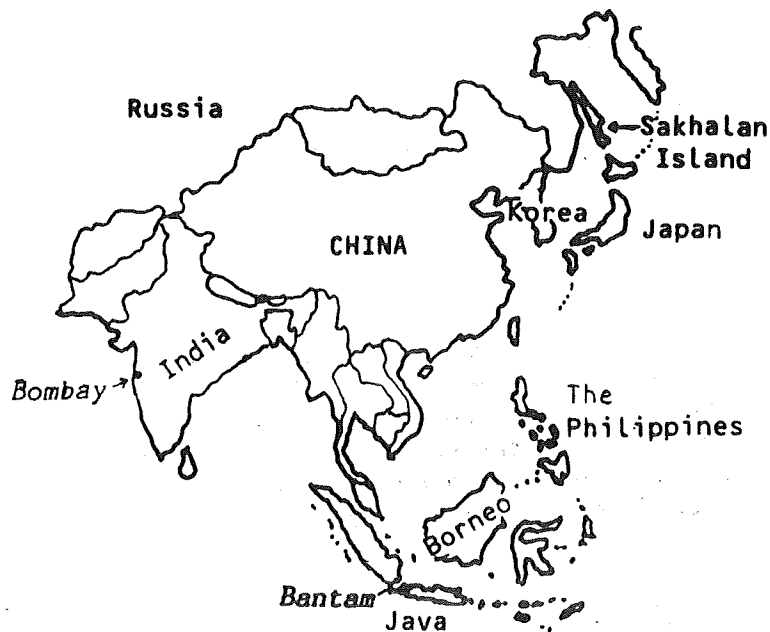 Russia
Sakhalan
Island
Korea
Japan
CHINA
India
Bombay
The
Philippines
Borneo
Bantam
Java